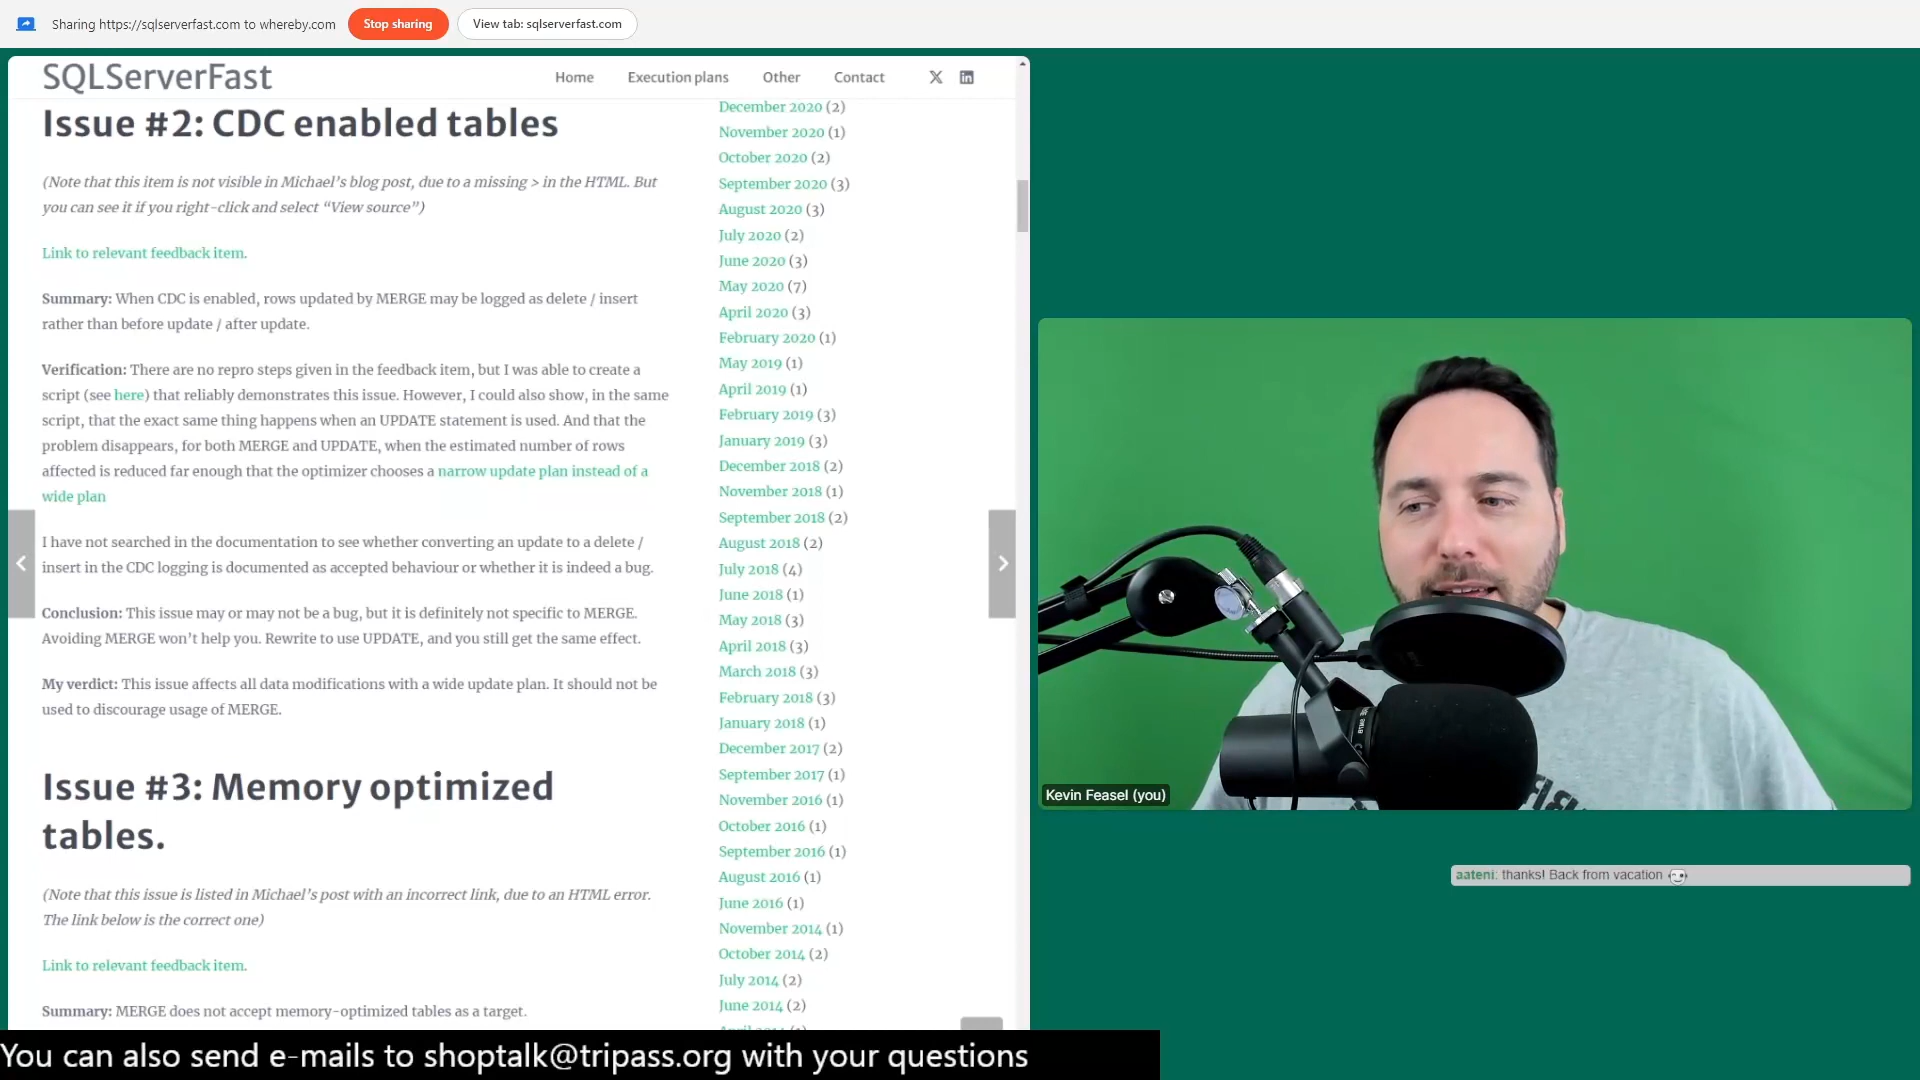 Sharing https://sqlserverfast.com to whereby.com
Stop sharing
View tab: sqlserverfast.com
SQLServerFast
Home
Execution plans
Other
Contact
Issue #2: CDC enabled tables
(Note that this item is not visible in Michael's blog post, due to a missing > in the HTML. But
you can see it if you right-click and select “View source”)
Link to relevant feedback item.
Summary: When CDC is enabled, rows updated by MERGE may be logged as delete / insert
rather than before update / after update.
Verification: There are no repro steps given in the feedback item, but I was able to create a
script (see here) that reliably demonstrates this issue. However, I could also show, in the same
script, that the exact same thing happens when an UPDATE statement is used. And that the
problem disappears, for both MERGE and UPDATE, when the estimated number of rows
affected is reduced far enough that the optimizer chooses a narrow update plan instead of a
wide plan
I have not searched in the documentation to see whether converting an update to a delete /
insert in the CDC logging is documented as accepted behaviour or whether it is indeed a bug.
Conclusion: This issue may or may not be a bug, but it is definitely not specific to MERGE.
Avoiding MERGE won't help you. Rewrite to use UPDATE, and you still get the same effect.
My verdict: This issue affects all data modifications with a wide update plan. It should not be
used to discourage usage of MERGE.
Issue #3: Memory optimized
tables.
(Note that this issue is listed in Michael's post with an incorrect link, due to an HTML error.
The link below is the correct one)
Link to relevant feedback item.
Summary: MERGE does not accept memory-optimized tables as a target.
December 2020 (2)
November 2020 (1)
October 2020 (2)
September 2020 (3)
August 2020 (3)
July 2020 (2)
June 2020 (3)
May 2020 (7)
April 2020 (3)
February 2020 (1)
May 2019 (1)
April 2019 (1)
February 2019 (3)
January 2019 (3)
December 2018 (2)
November 2018 (1)
September 2018 (2)
August 2018 (2)
July 2018 (4)
June 2018 (1)
May 2018 (3)
April 2018 (3)
March 2018 (3)
February 2018 (3)
January 2018 (1)
December 2017 (2)
September 2017 (1)
November 2016 (1)
October 2016 (1)
September 2016 (1)
August 2016 (1)
June 2016 (1)
November 2014 (1)
October 2014 (2)
July 2014 (2)
June 2014 (2)
Kevin Feasel (you)
aateni: thanks! Back from vacation
You can also send e-mails to shoptalk@tripass.org with your questions